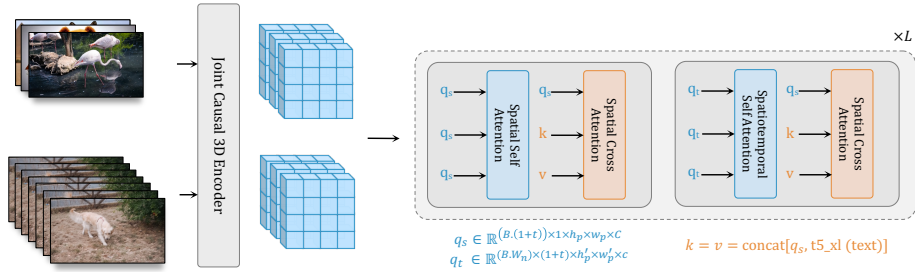 ×L
Joint Causal 3D Encoder
q_s
q_s
q_s
Spatial Self
Attention
q_s
k
v
Spatial Cross
Attention
q_t
q_t
q_t
Spatiotemporal
Self Attention
q_s
k
v
Spatial Cross
Attention
q_s ∈ ℝ^{(B.(1+t))×1×h_p×w_p×C}
q_t ∈ ℝ^{(B.W_n)×(1+t)×h'_p×w'_p×c}
k = v = concat[q_s, t5_xl (text)]